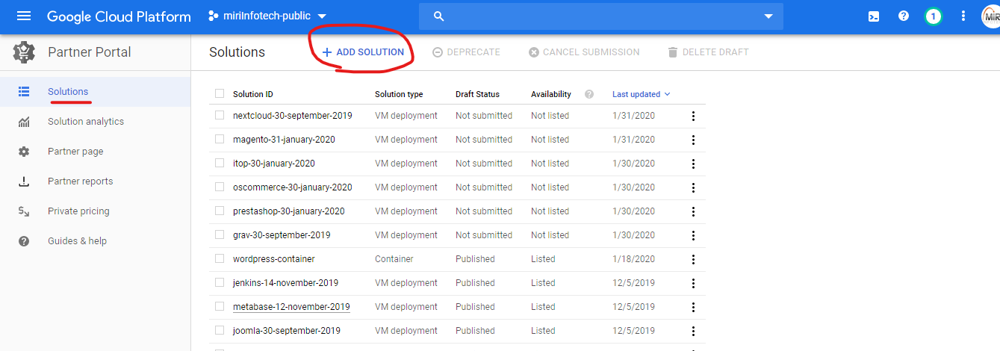 Google Cloud Platform miriInfotech-public 1 MiR
Partner Portal Solutions ADD SOLUTION DEPRECATE CANCEL SUBMISSION DELETE DRAFT
Solutions
Solution analytics
Partner page
Partner reports
Private pricing
Guides & help
Solution ID Solution type Draft Status Availability Last updated
nextcloud-30-september-2019 VM deployment Not submitted Not listed 1/31/2020
magento-31-january-2020 VM deployment Not submitted Not listed 1/31/2020
itop-30-january-2020 VM deployment Not submitted Not listed 1/30/2020
oscommerce-30-january-2020 VM deployment Not submitted Not listed 1/30/2020
prestashop-30-january-2020 VM deployment Not submitted Not listed 1/30/2020
grav-30-september-2019 VM deployment Not submitted Not listed 1/30/2020
wordpress-container Container Published Listed 1/18/2020
jenkins-14-november-2019 VM deployment Published Listed 12/5/2019
metabase-12-november-2019 VM deployment Published Listed 12/5/2019
joomla-30-september-2019 VM deployment Published Listed 12/5/2019